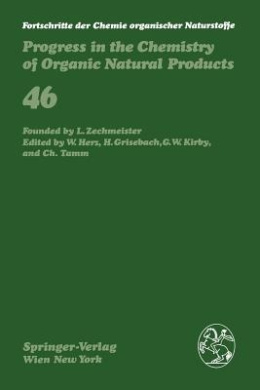 Fortschritte der Chemie organischer Naturstoffe
Progress in the Chemistry
of Organic Natural Products
46
Founded by L. Zechmeister
Edited by W. Herz, H. Grisebach, G. W. Kirby,
and Ch. Tamm
Springer-Verlag
Wien New York